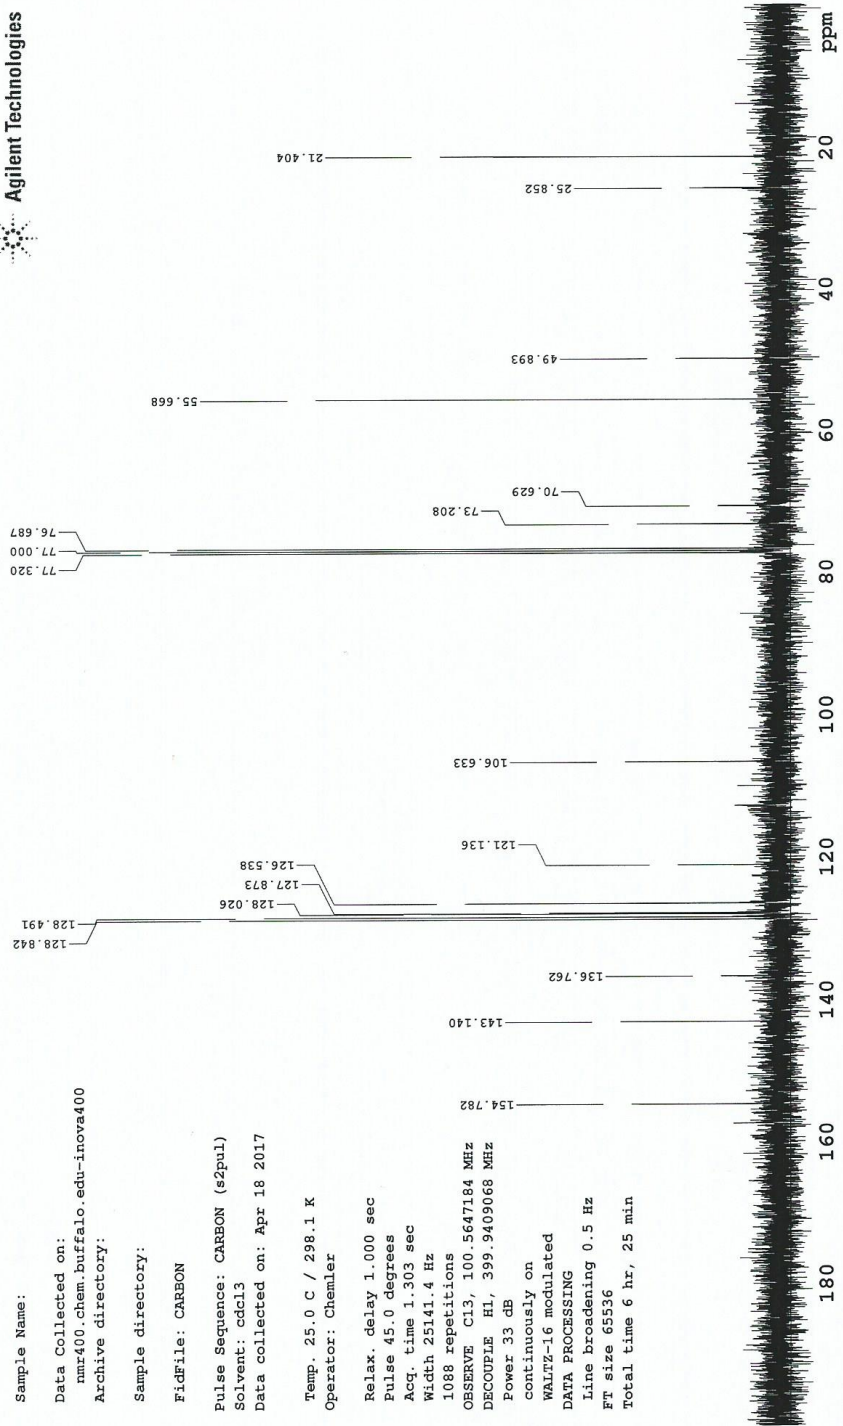 Agilent Technologies
Sample Name:
Data Collected on:
nmr400.chem.buffalo.edu-inova400
Archive directory:
Sample directory:
FidFile: CARBON
Pulse Sequence: CARBON (s2pul)
Solvent: cdcl3
Data collected on: Apr 18 2017
Temp. 25.0 C / 298.1 K
Operator: Chemler
Relax. delay 1.000 sec
Pulse 45.0 degrees
Acq. time 1.303 sec
Width 25141.4 Hz
1088 repetitions
OBSERVE C13, 100.5647184 MHz
DECOUPLE H1, 399.9409068 MHz
Power 33 dB
continuously on
WALTZ-16 modulated
DATA PROCESSING
Line broadening 0.5 Hz
FT size 65536
Total time 6 hr, 25 min
154.782
143.140
136.762
128.842
128.491
128.026
127.873
126.538
121.136
106.633
77.320
77.000
76.687
73.208
70.629
55.668
49.893
25.852
21.404
180
160
140
120
100
80
60
40
20
ppm